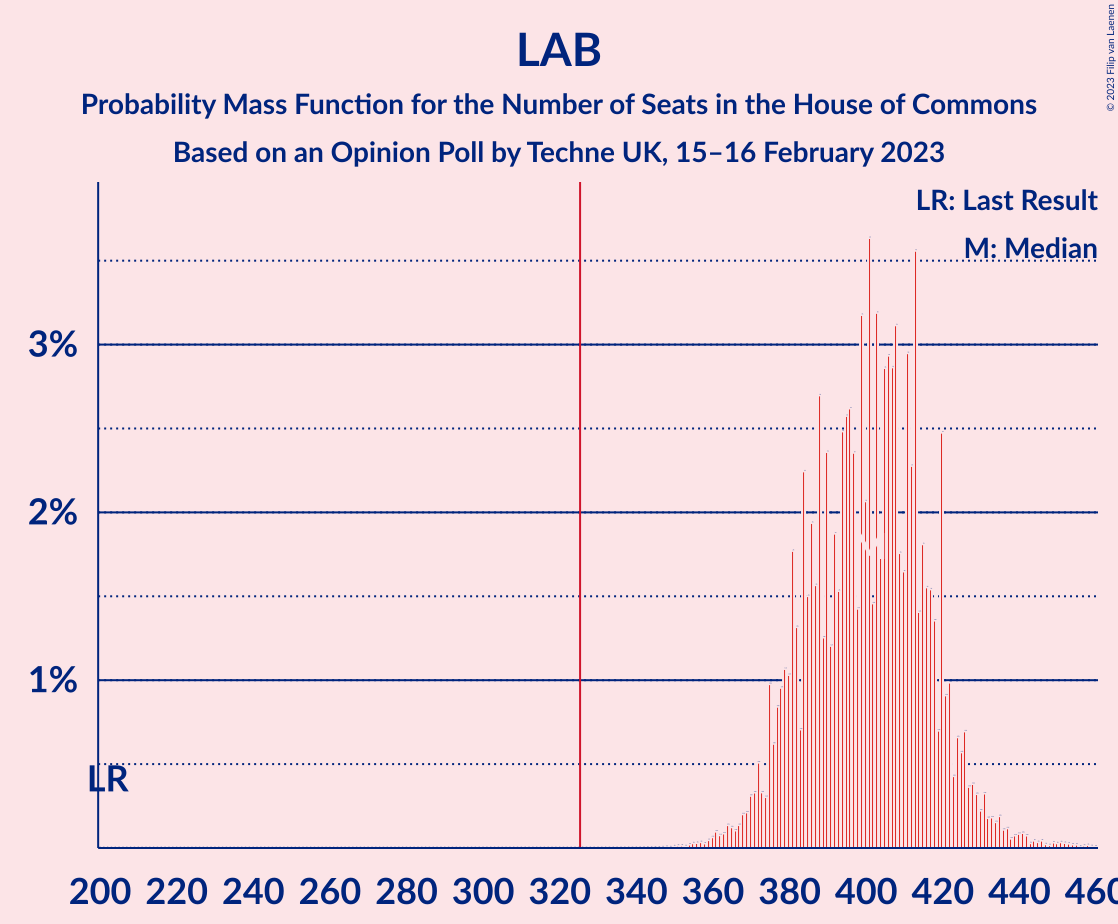 LAB
Probability Mass Function for the Number of Seats in the House of Commons
Based on an Opinion Poll by Techne UK, 15–16 February 2023
© 2023 Filip van Laenen
LR: Last Result
M: Median
3%
2%
1%
LR
200 220 240 260 280 300 320 340 360 380 400 420 440 460